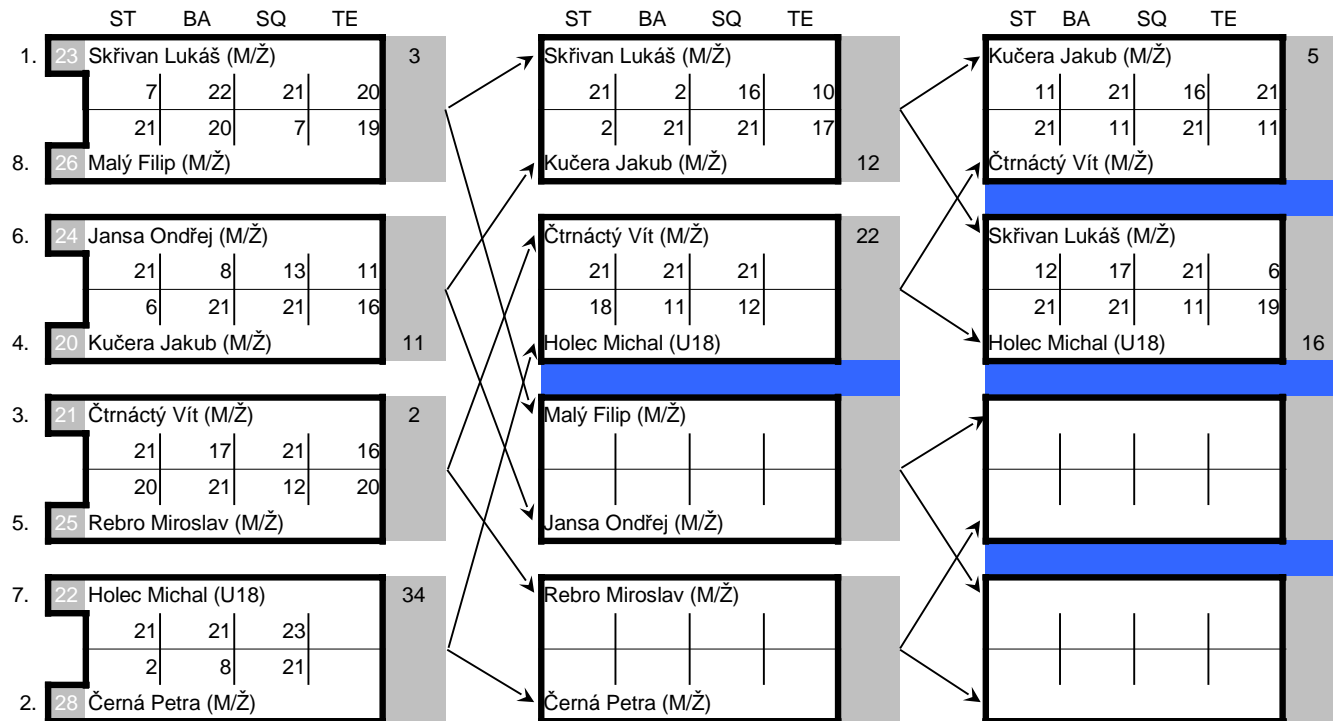 ST BA SQ TE ST BA SQ TE ST BA SQ TE
1. 23 Skřivan Lukáš (M/Ž) 3 Skřivan Lukáš (M/Ž) Kučera Jakub (M/Ž) 5
7 22 21 20 21 2 16 10 11 21 16 21
21 20 7 19 2 21 21 17 21 11 21 11
8. 26 Malý Filip (M/Ž) Kučera Jakub (M/Ž) 12 Čtrnáctý Vít (M/Ž)
6. 24 Jansa Ondřej (M/Ž) Čtrnáctý Vít (M/Ž) 22 Skřivan Lukáš (M/Ž)
21 8 13 11 21 21 21 12 17 21 6
6 21 21 16 18 11 12 21 21 11 19
4. 20 Kučera Jakub (M/Ž) 11 Holec Michal (U18) Holec Michal (U18) 16
3. 21 Čtrnáctý Vít (M/Ž) 2 Malý Filip (M/Ž)
21 17 21 16
20 21 12 20
5. 25 Rebro Miroslav (M/Ž) Jansa Ondřej (M/Ž)
7. 22 Holec Michal (U18) 34 Rebro Miroslav (M/Ž)
21 21 23
2 8 21
2. 28 Černá Petra (M/Ž) Černá Petra (M/Ž)